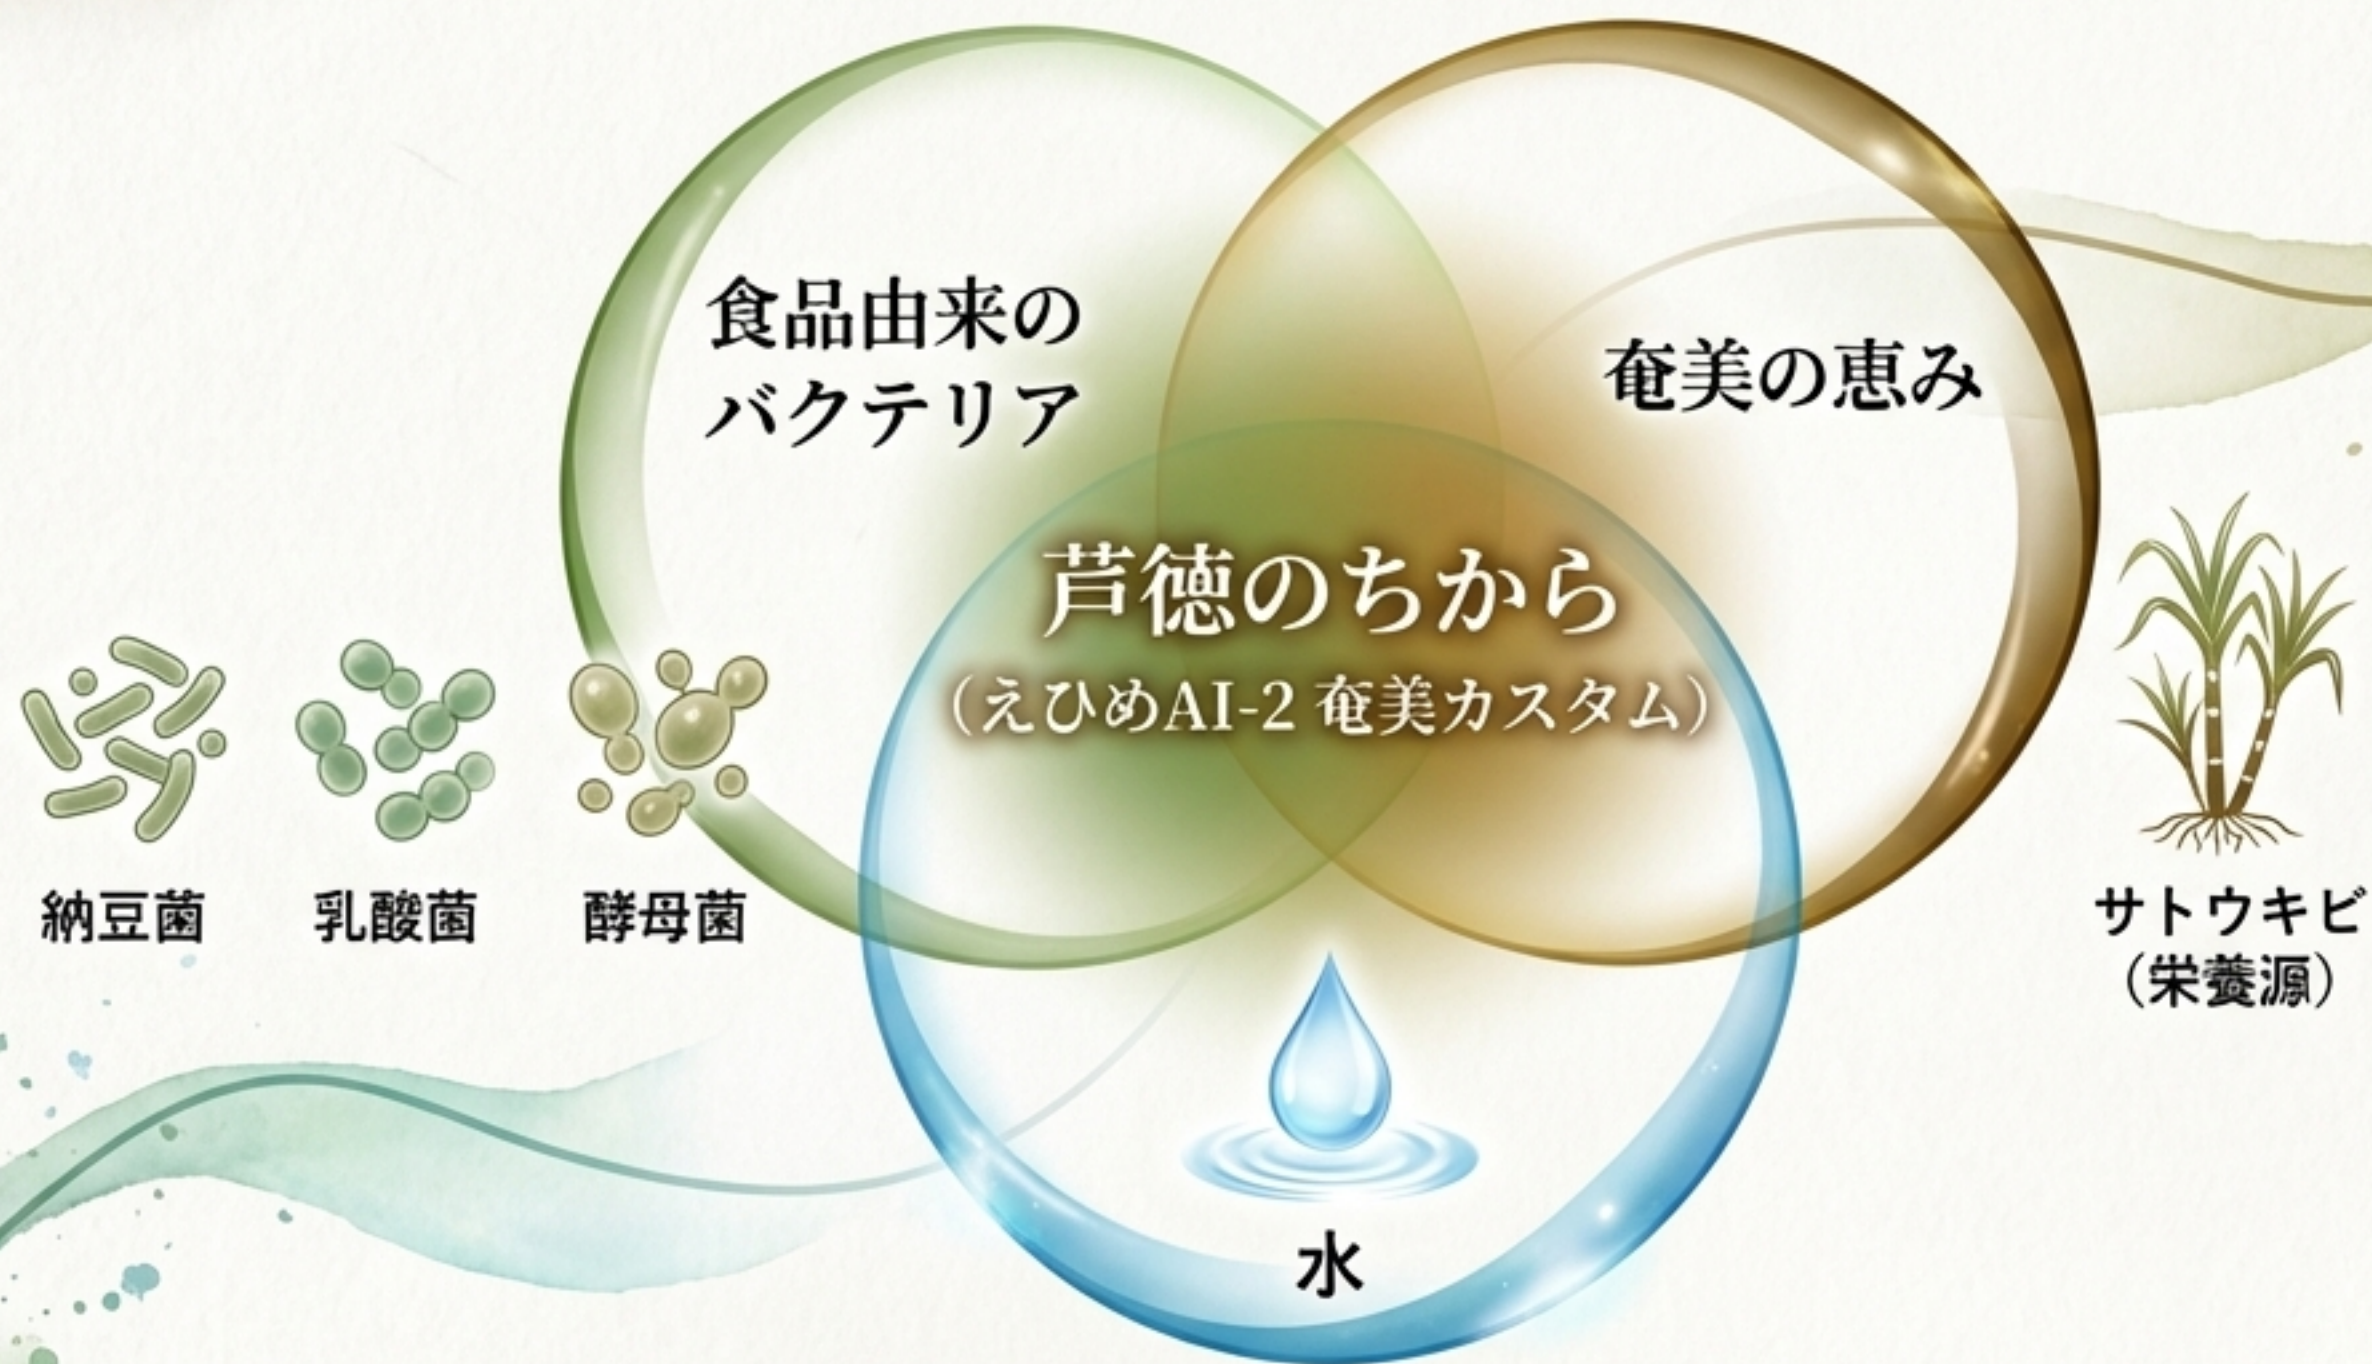 食品由来の
バクテリア
奄美の恵み
芦徳のちから
（えひめAI-2 奄美カスタム）
納豆菌
乳酸菌
酵母菌
サトウキビ
（栄養源）
水